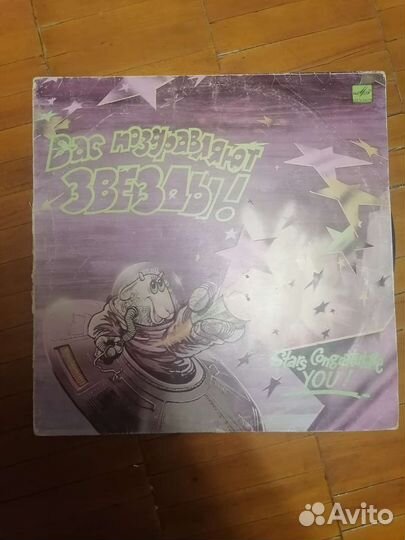 Вас поздравляют
ЗВЕЗДЫ!
Stars Congratulate
YOU!
Avito